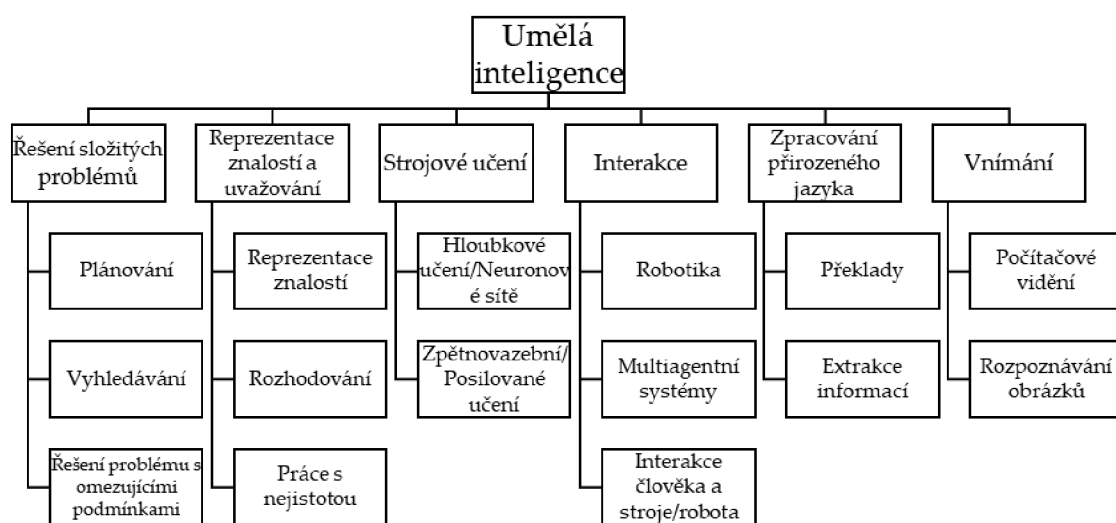 Umělá
inteligence
Řešení složitých
problémů
Plánování
Vyhledávání
Řešení problému s
omezujícími
podmínkami
Reprezentace
znalostí a
uvažování
Reprezentace
znalostí
Rozhodování
Práce s
nejistotou
Strojové učení
Hloubkové
učení/Neuronov
é sítě
Zpětnovazební/
Posilované
učení
Interakce
Robotika
Multiagentní
systémy
Interakce
člověka a
stroje/robota
Zpracování
přirozeného
jazyka
Překlady
Extrakce
informací
Vnímání
Počítačové
vidění
Rozpoznávání
obrázků